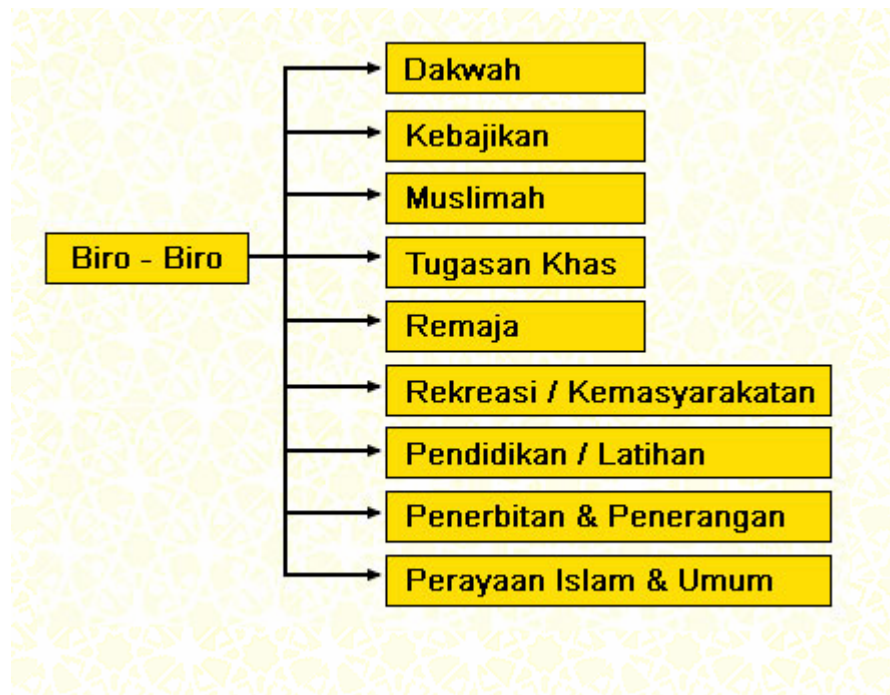 Biro - Biro
Dakwah
Kebajikan
Muslimah
Tugasan Khas
Remaja
Rekreasi / Kemasyarakatan
Pendidikan / Latihan
Penerbitan & Penerangan
Perayaan Islam & Umum